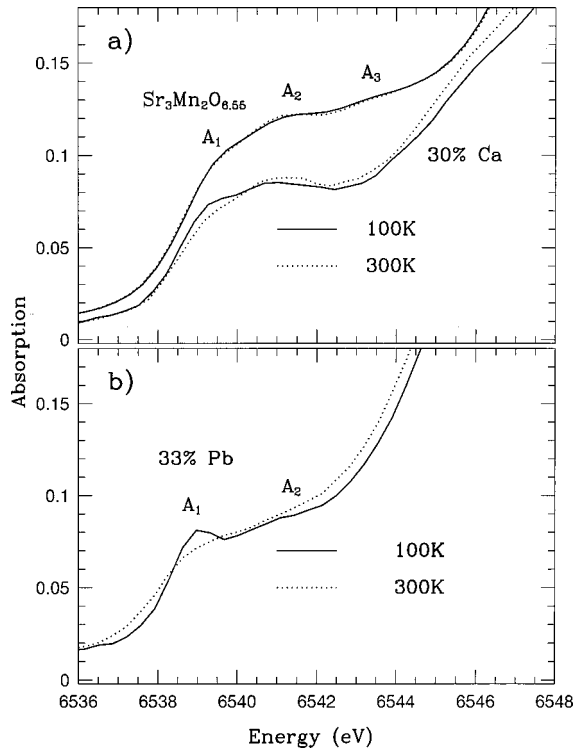 a)
0.15
A₃
A₂
Sr₃Mn₂O₆.₅₅
A₁
0.1
30% Ca
100K
0.05
300K
0
Absorption
b)
0.15
33% Pb
A₂
A₁
0.1
100K
0.05
300K
0
6536 6538 6540 6542 6544 6546 6548
Energy (eV)